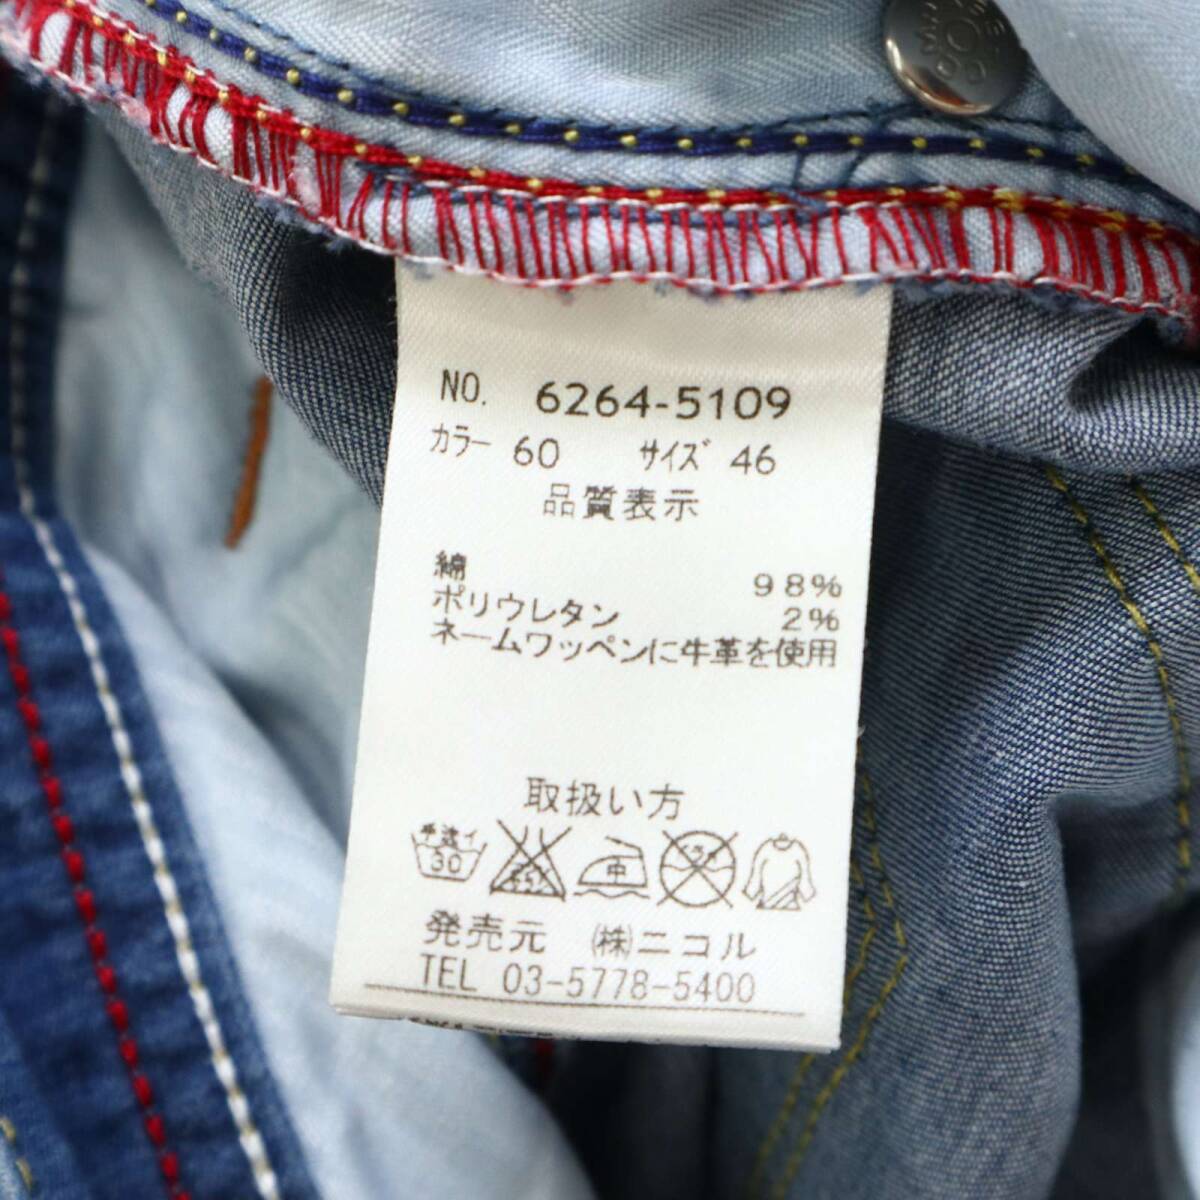 NO. 6264-5109
カラー 60 サイズ 46
品質表示
綿 98%
ポリウレタン 2%
ネームワッペンに牛革を使用
取扱い方
手洗イ
30
中
発売元 ㈱ニコル
TEL 03-5778-5400